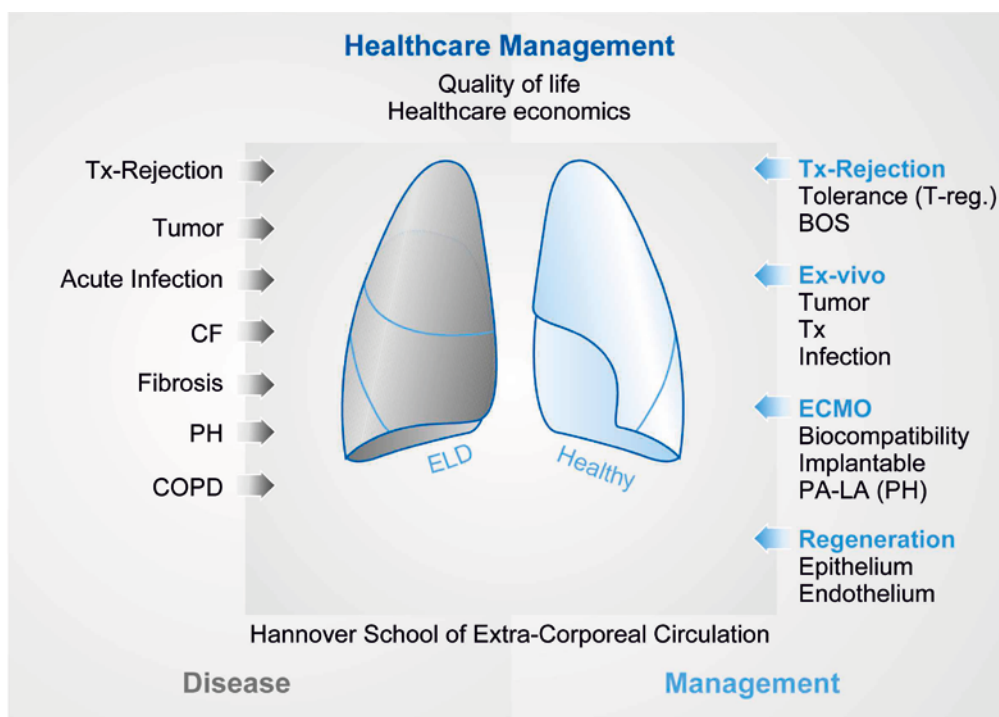 Healthcare Management
Quality of life
Healthcare economics
Tx-Rejection
Tumor
Acute Infection
CF
Fibrosis
PH
COPD
ELD
Healthy
Tx-Rejection
Tolerance (T-reg.)
BOS
Ex-vivo
Tumor
Tx
Infection
ECMO
Biocompatibility
Implantable
PA-LA (PH)
Regeneration
Epithelium
Endothelium
Hannover School of Extra-Corporeal Circulation
Disease
Management